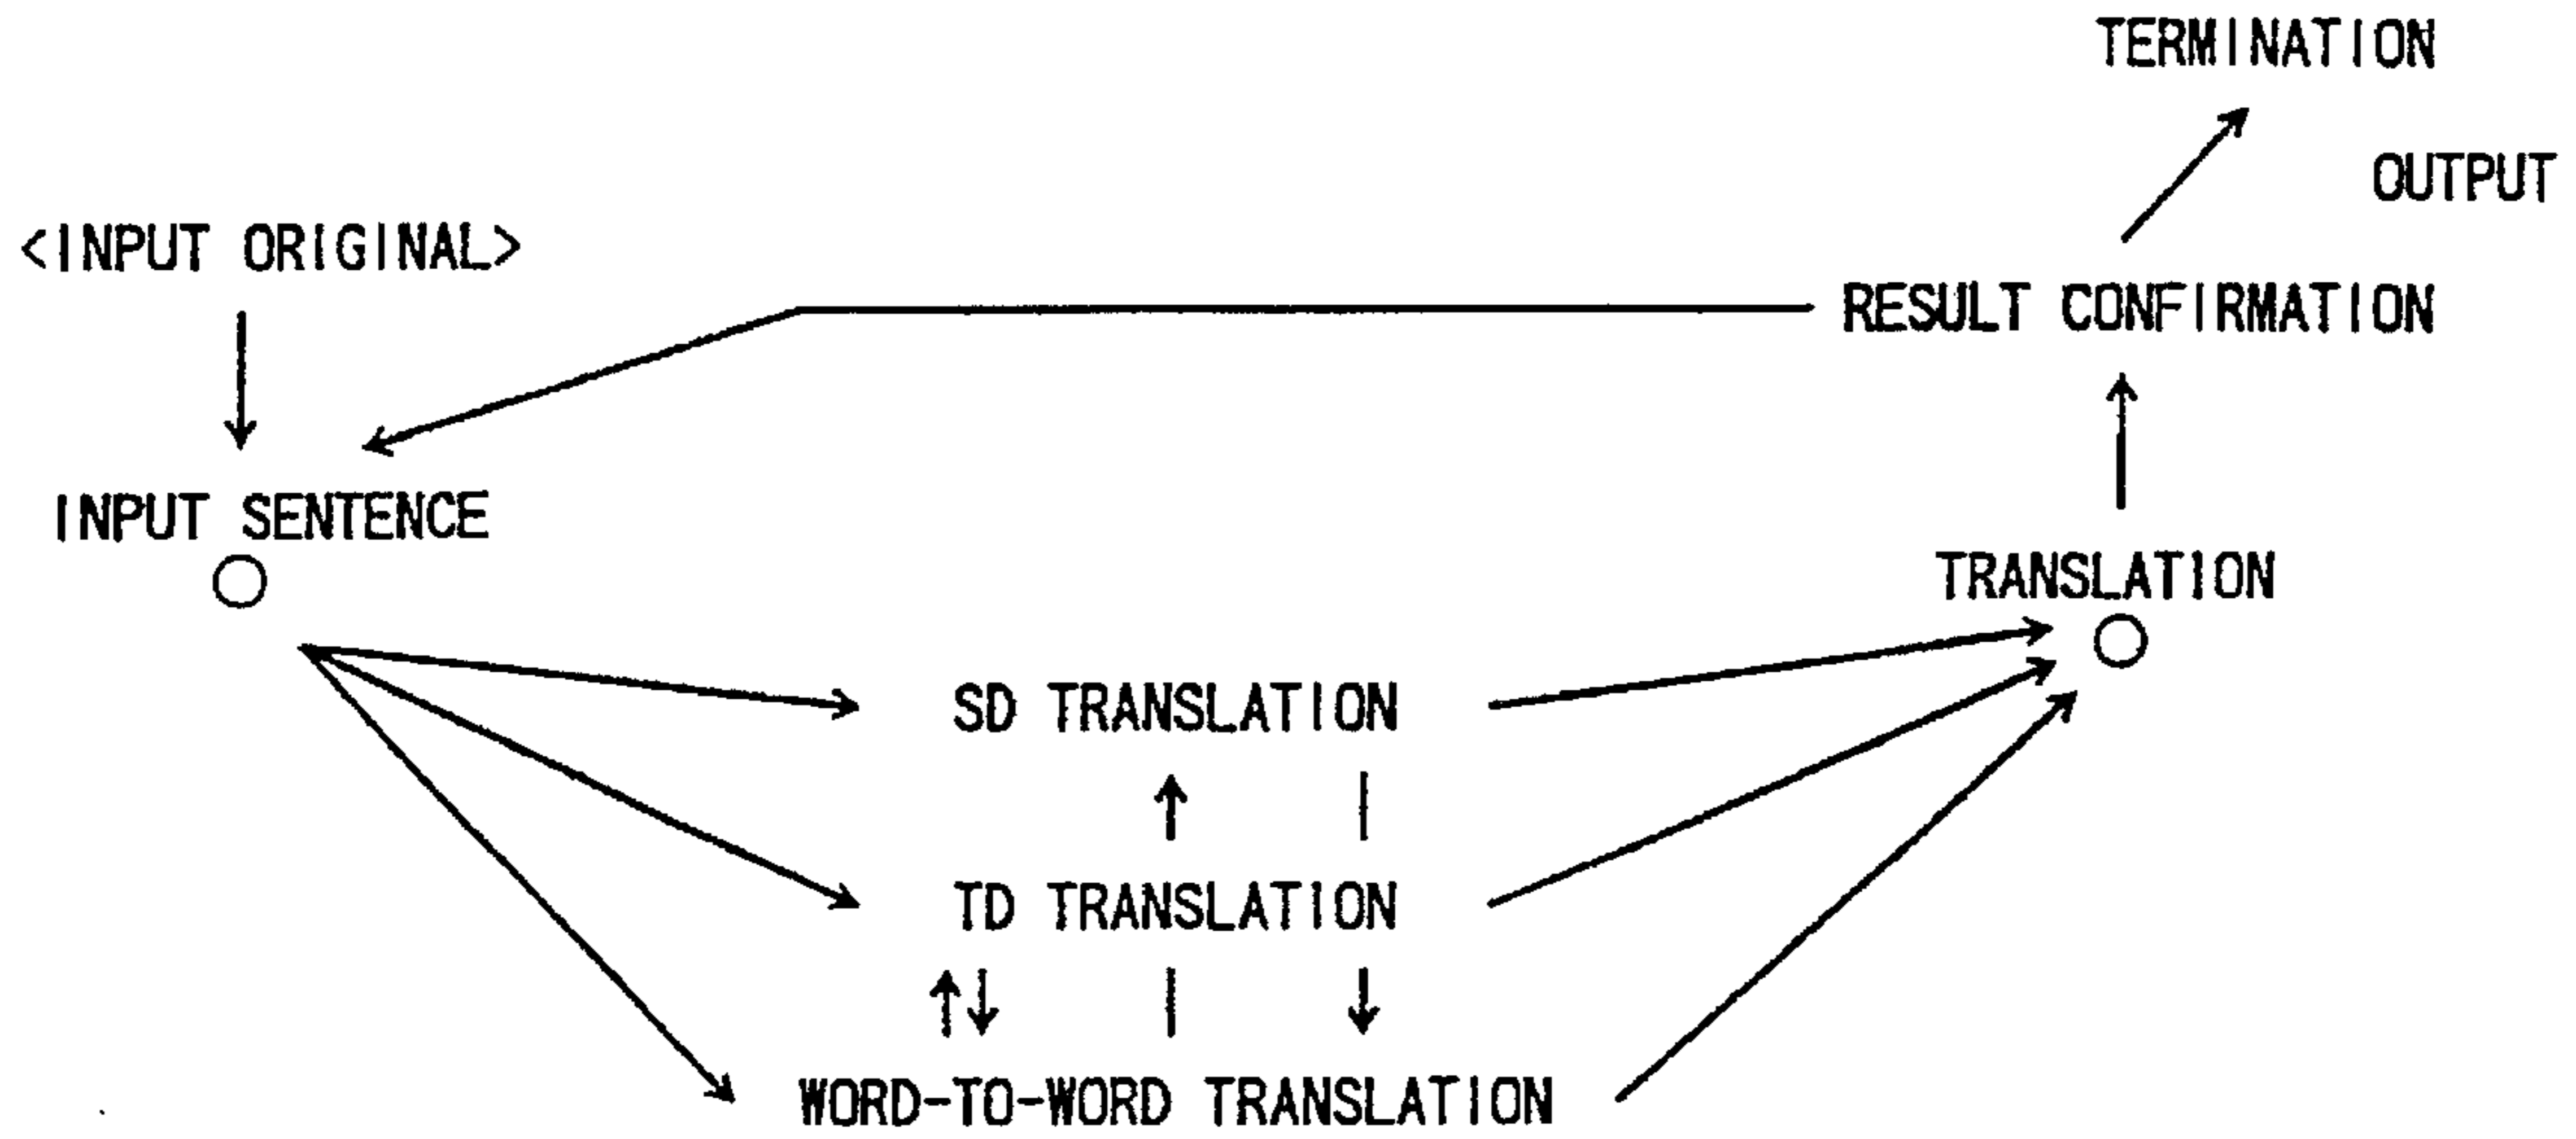 TERMINATION
OUTPUT
<INPUT ORIGINAL>
RESULT CONFIRMATION
INPUT SENTENCE
TRANSLATION
SD TRANSLATION
TD TRANSLATION
WORD-TO-WORD TRANSLATION